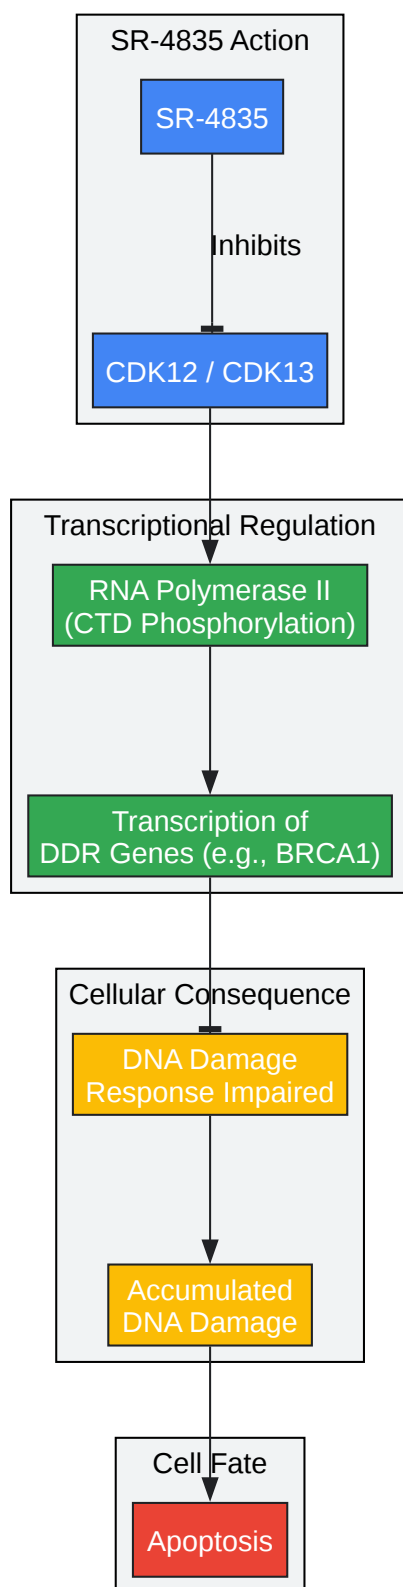 SR-4835 Action
SR-4835
Inhibits
CDK12 / CDK13
Transcriptional Regulation
RNA Polymerase II
(CTD Phosphorylation)
Transcription of
DDR Genes (e.g., BRCA1)
Cellular Consequence
DNA Damage
Response Impaired
Accumulated
DNA Damage
Cell Fate
Apoptosis